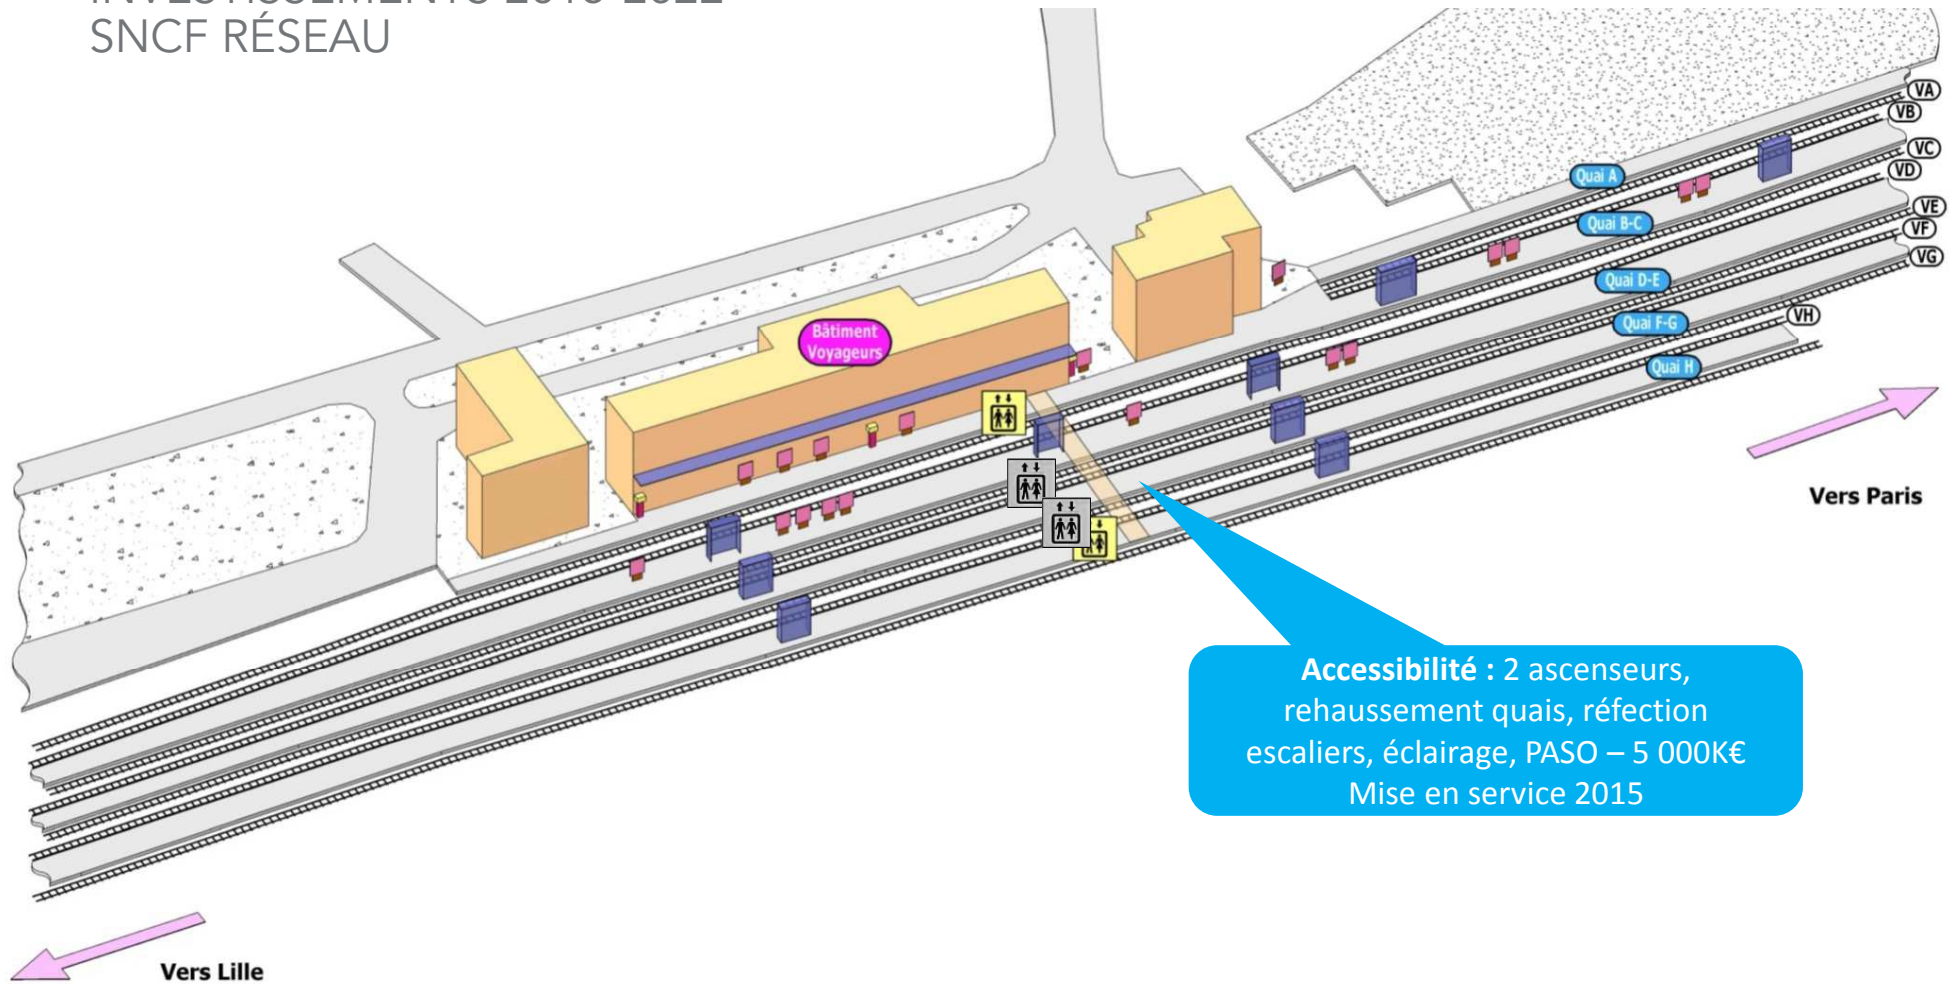 SNCF RÉSEAU
VA
VB
VC
VD
VE
VF
VG
VH
Quai A
Quai B-C
Quai D-E
Quai F-G
Quai H
Bâtiment
Voyageurs
Vers Paris
Accessibilité : 2 ascenseurs,
rehaussement quais, réfection
escaliers, éclairage, PASO – 5 000K€
Mise en service 2015
Vers Lille